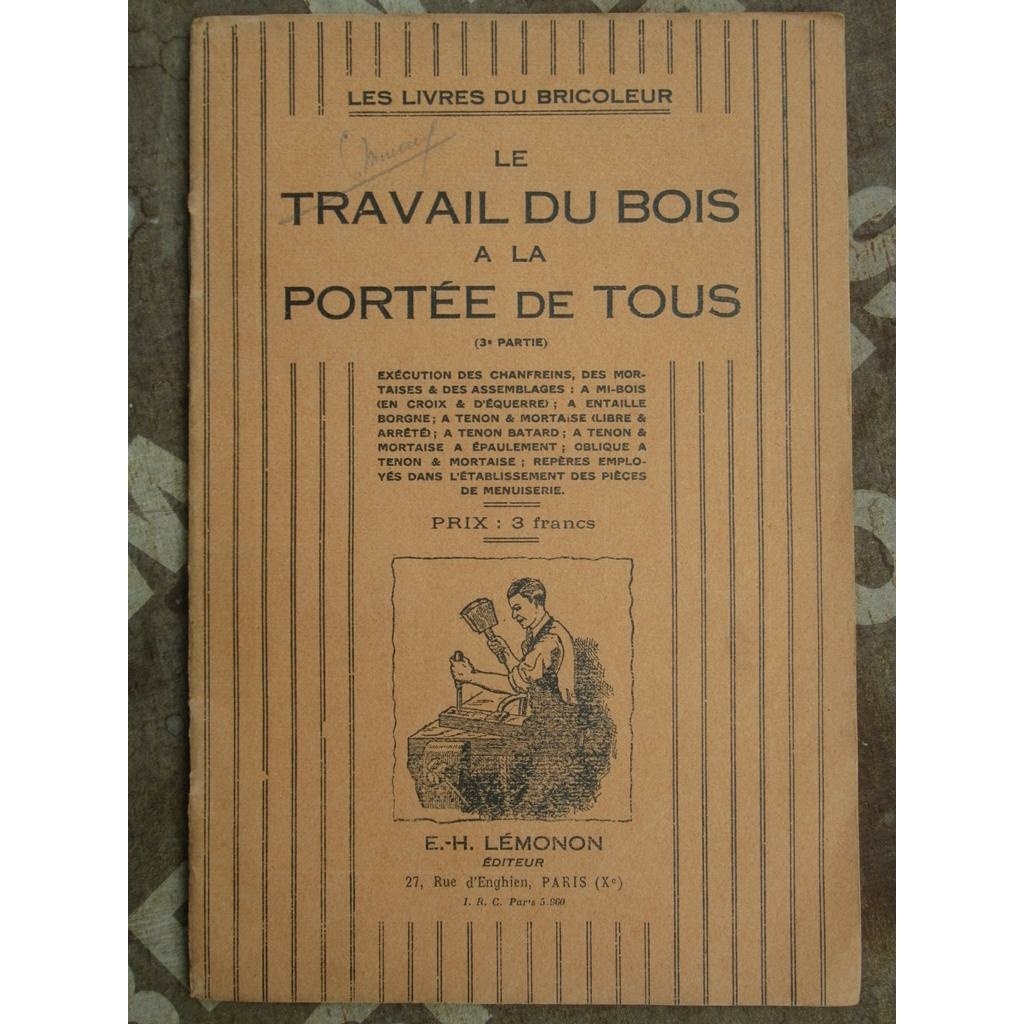 LES LIVRES DU BRICOLEUR
LE
TRAVAIL DU BOIS
A LA
PORTÉE DE TOUS
(3e PARTIE)
EXÉCUTION DES CHANFREINS, DES MOR-
TAISES & DES ASSEMBLAGES : A MI-BOIS
(EN CROIX & D'ÉQUERRE) ; A ENTAILLE
BORGNE ; A TENON & MORTAISE (LIBRE &
ARRÊTÉ) ; A TENON BATARD ; A TENON &
MORTAISE A ÉPAULEMENT ; OBLIQUE A
TENON & MORTAISE ; REPÈRES EMPLO-
YÉS DANS L'ÉTABLISSEMENT DES PIÈCES
DE MENUISERIE.
PRIX : 3 francs
E.-H. LÉMONON
ÉDITEUR
27, Rue d'Enghien, PARIS (Xe)
I. R. C. Paris 5.660